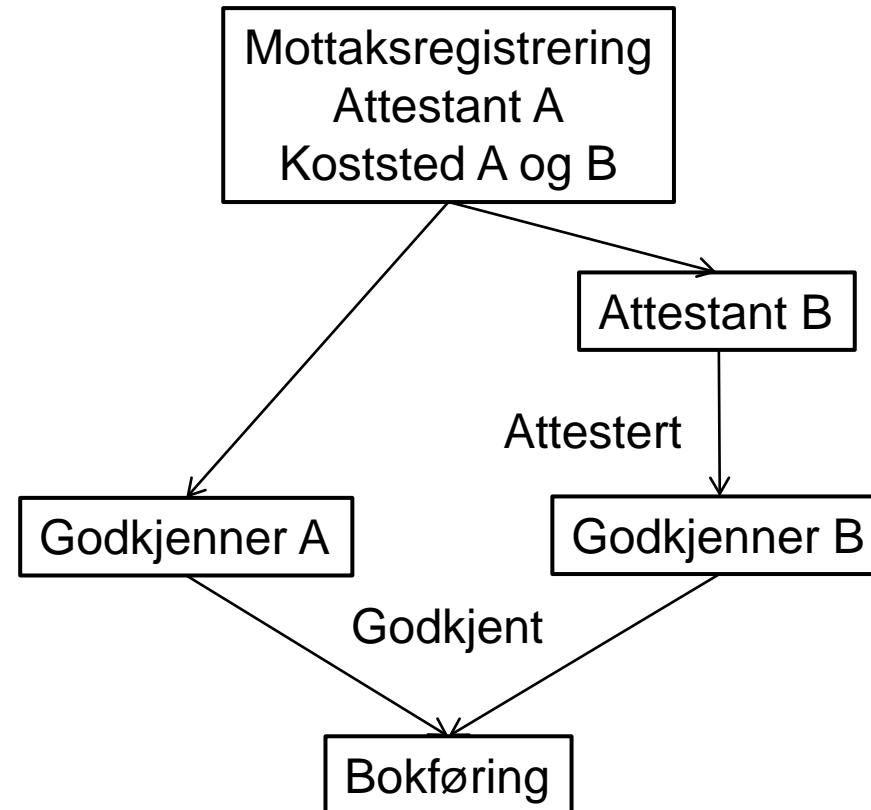 Mottaksregistrering
Attestant A
Koststed A og B
Attestant B
Attestert
Godkjenner A
Godkjenner B
Godkjent
Bokføring